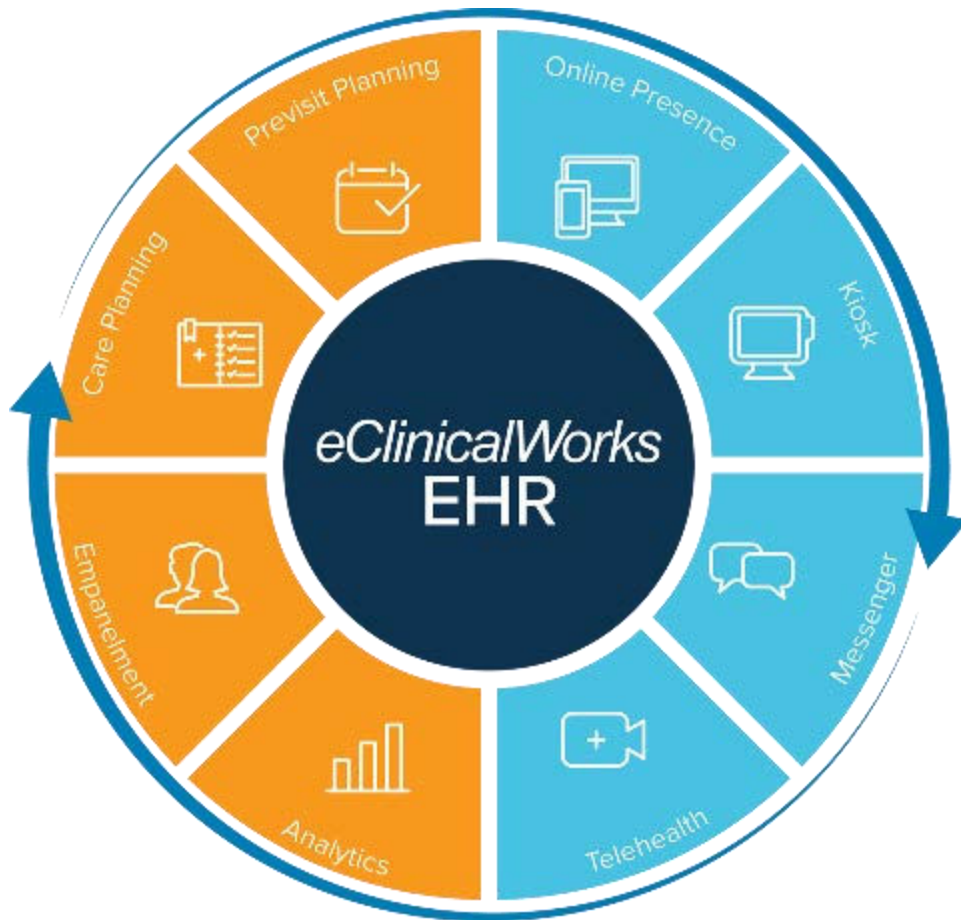 Previsit Planning
Online Presence
Care Planning
Kiosk
eClinicalWorks
EHR
Empanelment
Messenger
Analytics
Telehealth